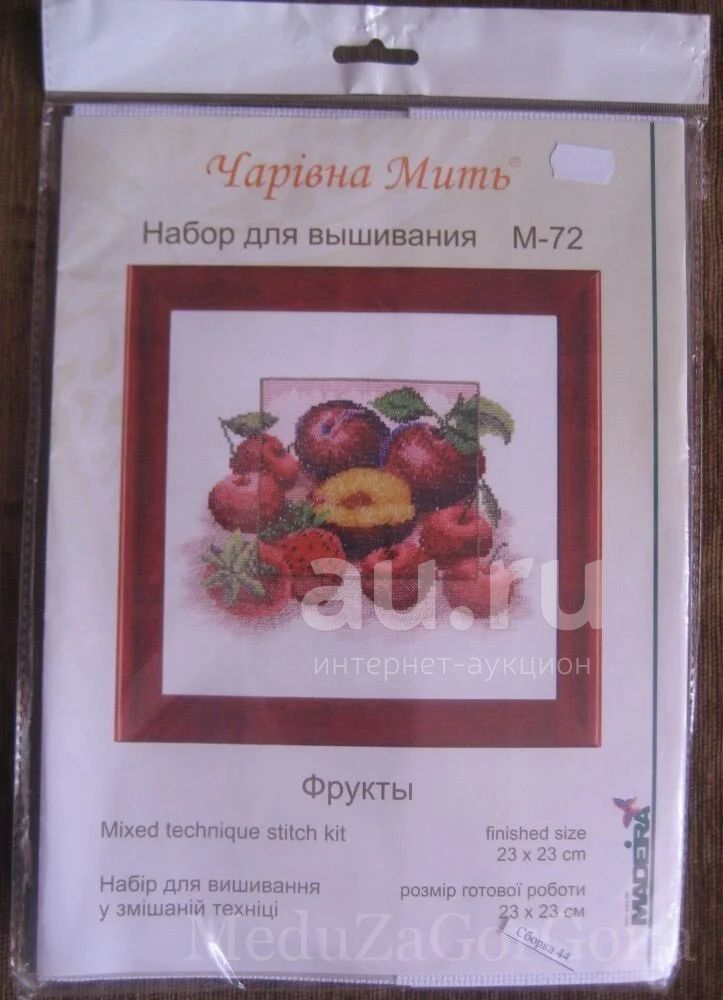 Чарівна Мить®
Набор для вышивания М-72
au.ru
интернет-аукцион
Фрукты
Mixed technique stitch kit
finished size
23 x 23 cm
Набір для вишивання
у змішаній техніці
розмір готової роботи
23 x 23 см
MADEIRA
Сборка 44
MeduZaGorGona